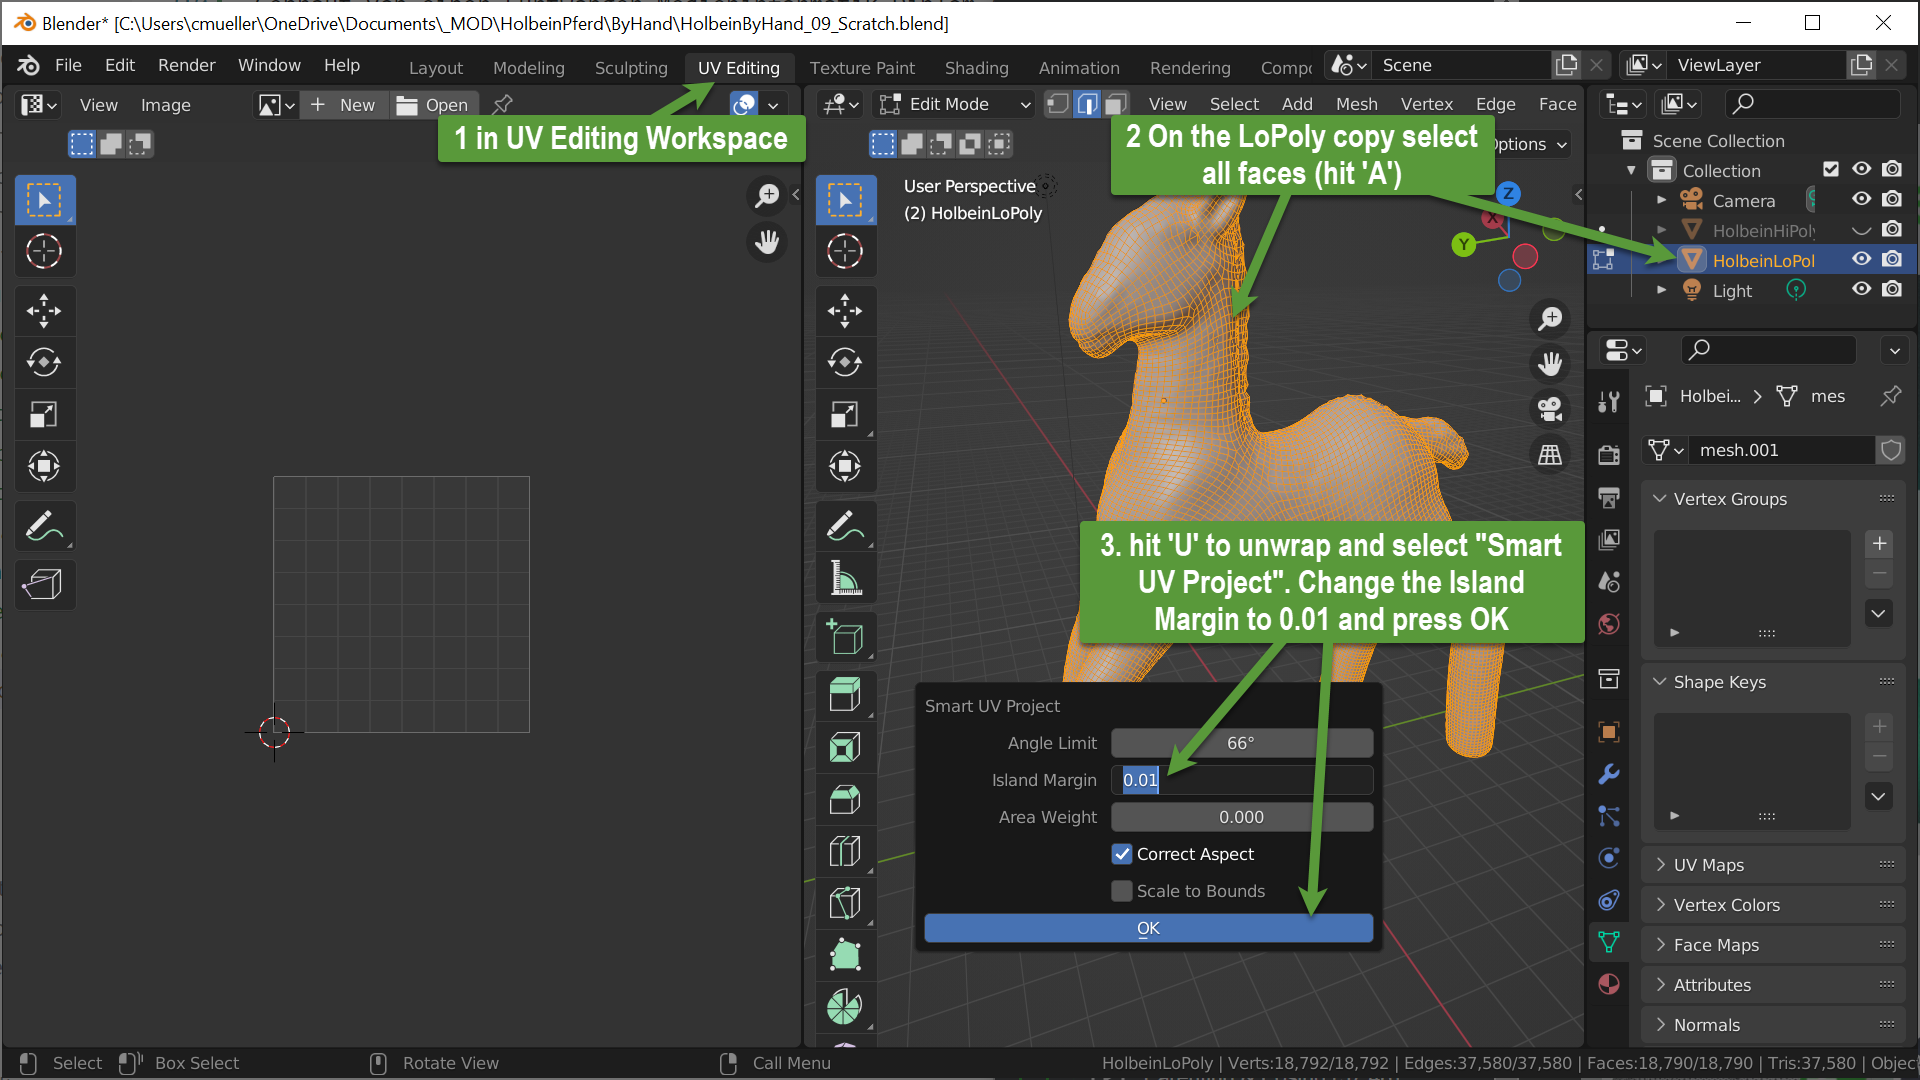 Blender* [C:\Users\cmueller\OneDrive\Documents\_MOD\HolbeinPferd\ByHand\HolbeinByHand_09_Scratch.blend]
File Edit Render Window Help Layout Modeling Sculpting UV Editing Texture Paint Shading Animation Rendering Compo Scene ViewLayer
View Image New Open Edit Mode View Select Add Mesh Vertex Edge Face
1 in UV Editing Workspace
2 On the LoPoly copy select
all faces (hit 'A')
Options
User Perspective
(2) HolbeinLoPoly
Z
X
Y
Scene Collection
Collection
Camera
HolbeinHiPoly
HolbeinLoPol
Light
Holbei... mes
mesh.001
Vertex Groups
3. hit 'U' to unwrap and select "Smart
UV Project". Change the Island
Margin to 0.01 and press OK
Shape Keys
Smart UV Project
Angle Limit 66°
Island Margin 0.01
Area Weight 0.000
Correct Aspect
Scale to Bounds
OK
UV Maps
Vertex Colors
Face Maps
Attributes
Normals
Select Box Select Rotate View Call Menu HolbeinLoPoly | Verts:18,792/18,792 | Edges:37,580/37,580 | Faces:18,790/18,790 | Tris:37,580 | Objec